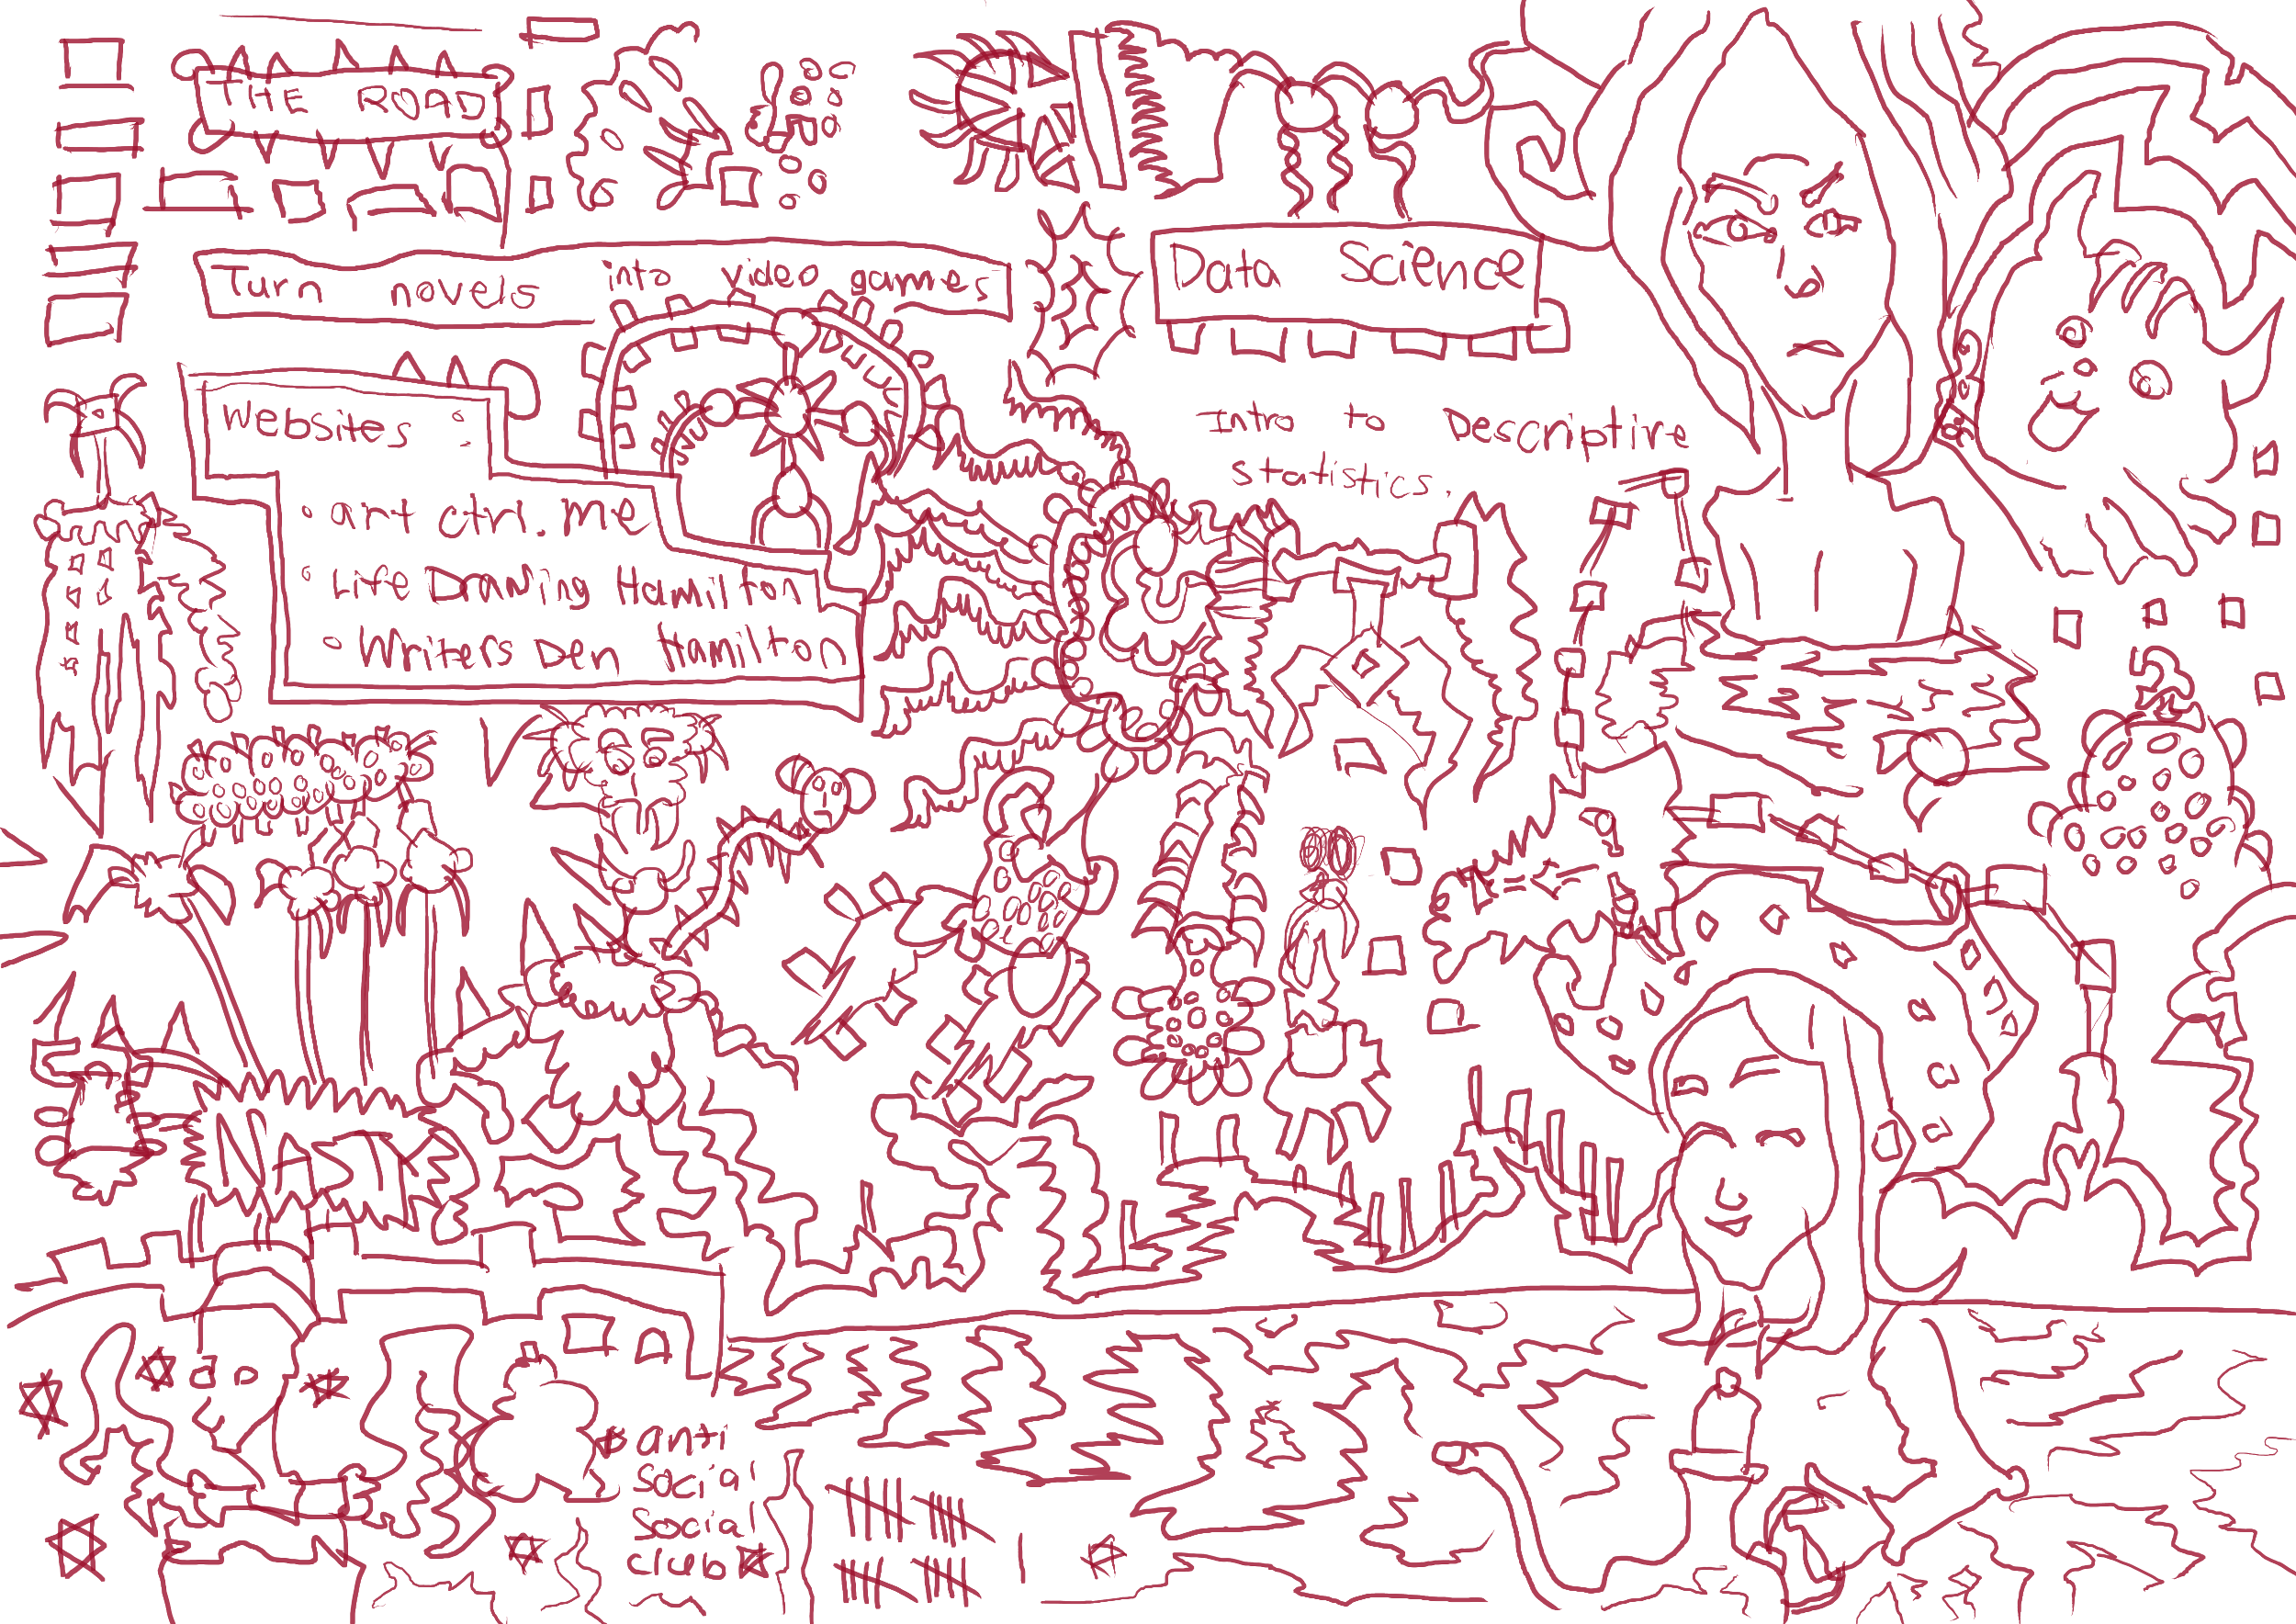 THE ROAD
Turn novels into video games
Data Science
Websites:
Intro to Descriptive
statistics.
art ctrl.me
Life Drawing Hamilton
Writers Den Hamilton
NASTY
anti
social
social
club